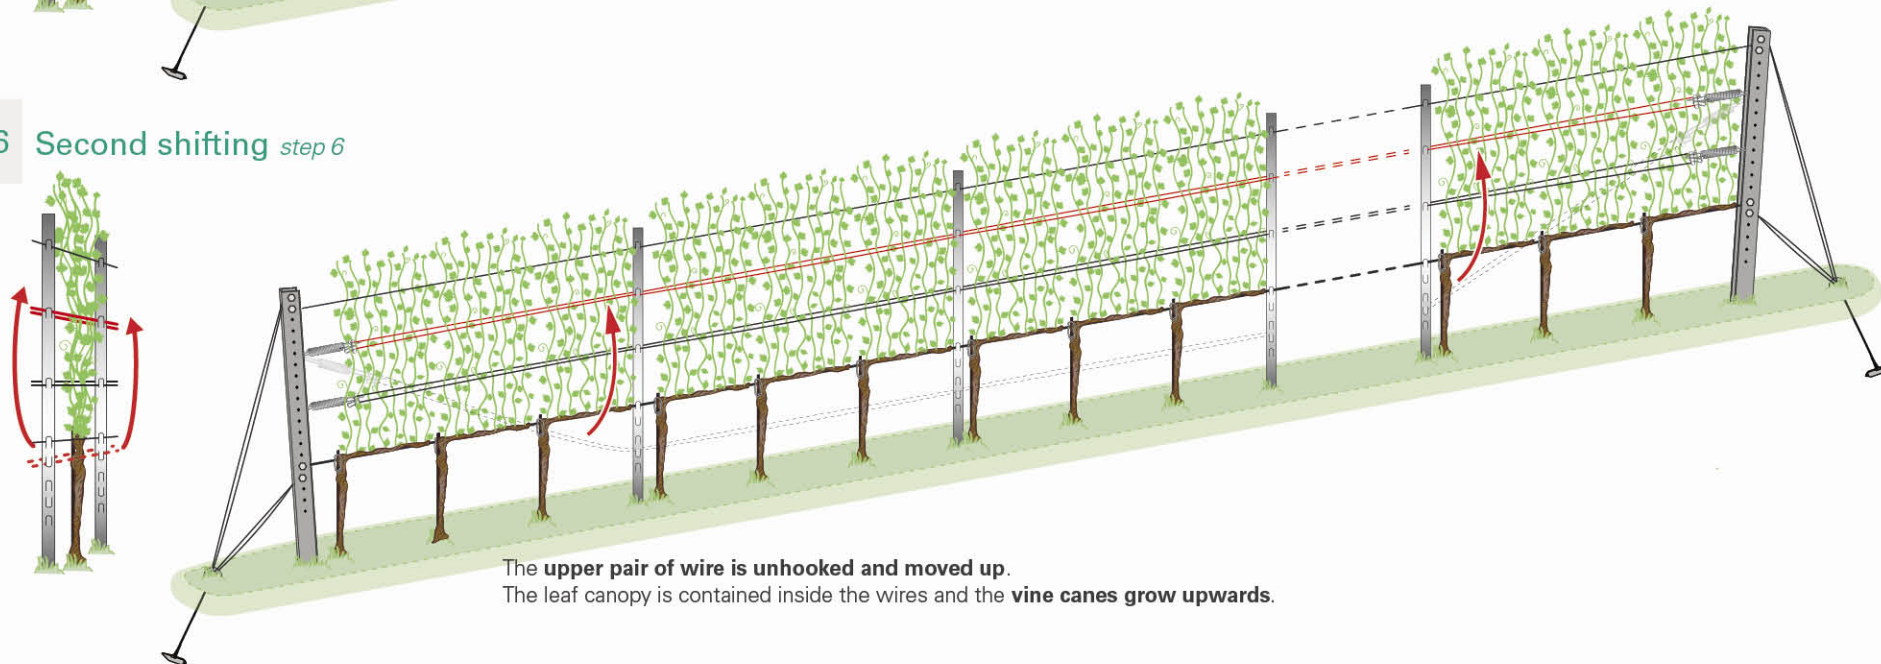 6 Second shifting step 6
The upper pair of wire is unhooked and moved up.
The leaf canopy is contained inside the wires and the vine canes grow upwards.